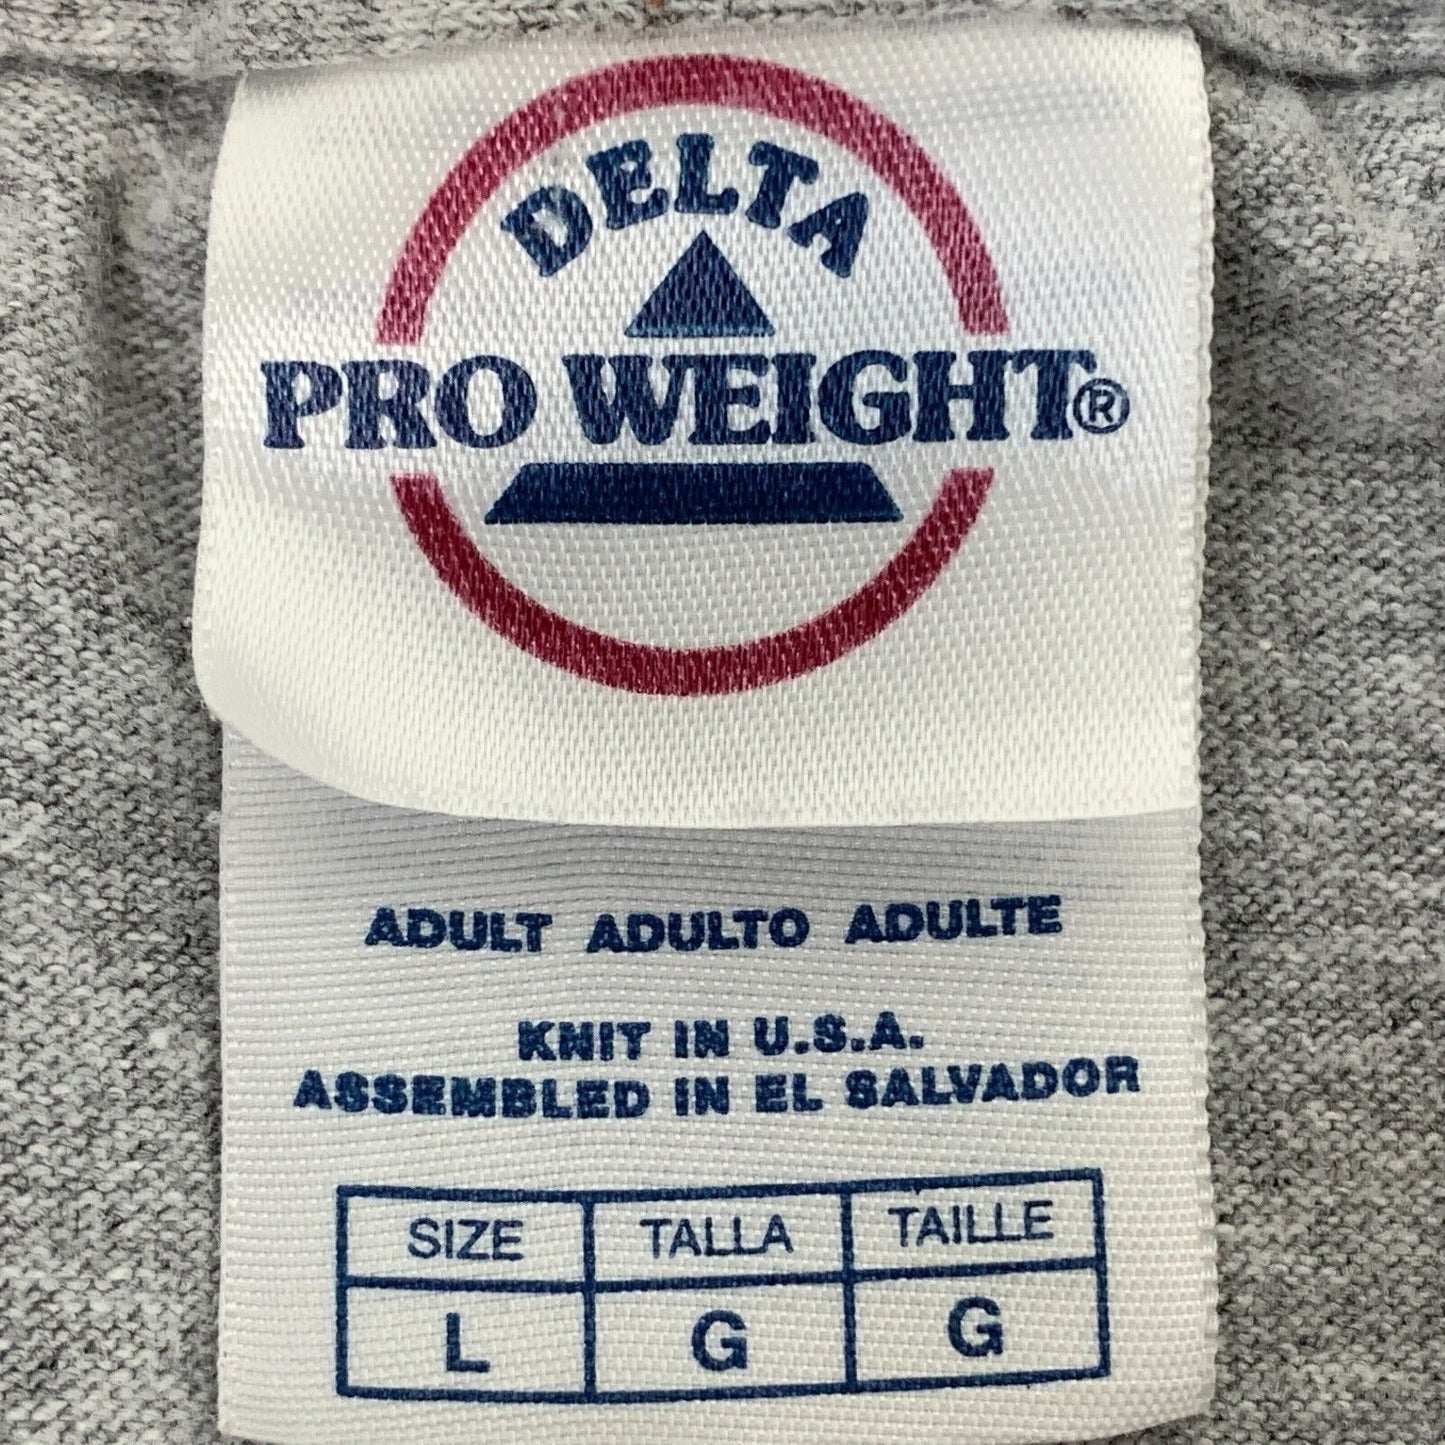 DELTA
PRO WEIGHT®
ADULT ADULTO ADULTE
KNIT IN U.S.A.
ASSEMBLED IN EL SALVADOR
SIZE TALLA TAILLE
L G G